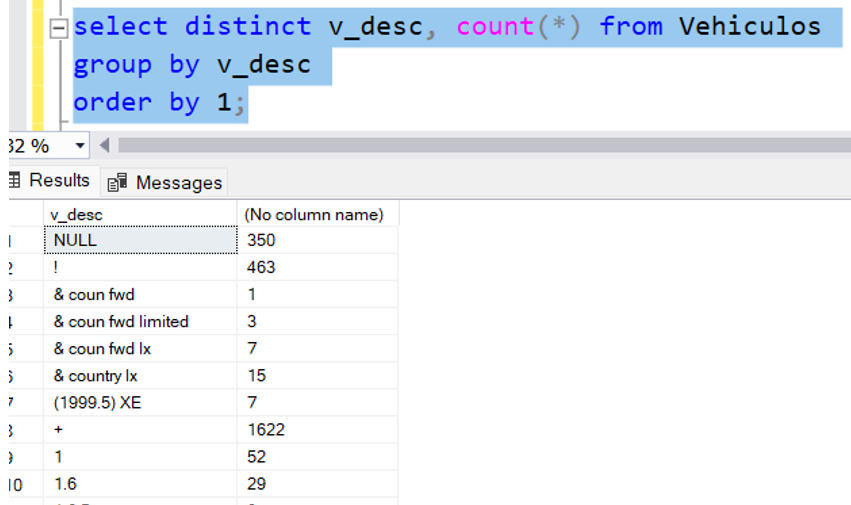 select distinct v_desc, count(*) from Vehiculos
group by v_desc
order by 1;
32 %
Results Messages
v_desc (No column name)
1 NULL 350
2 ! 463
3 & coun fwd 1
4 & coun fwd limited 3
5 & coun fwd lx 7
6 & country lx 15
7 (1999.5) XE 7
8 + 1622
9 1 52
10 1.6 29